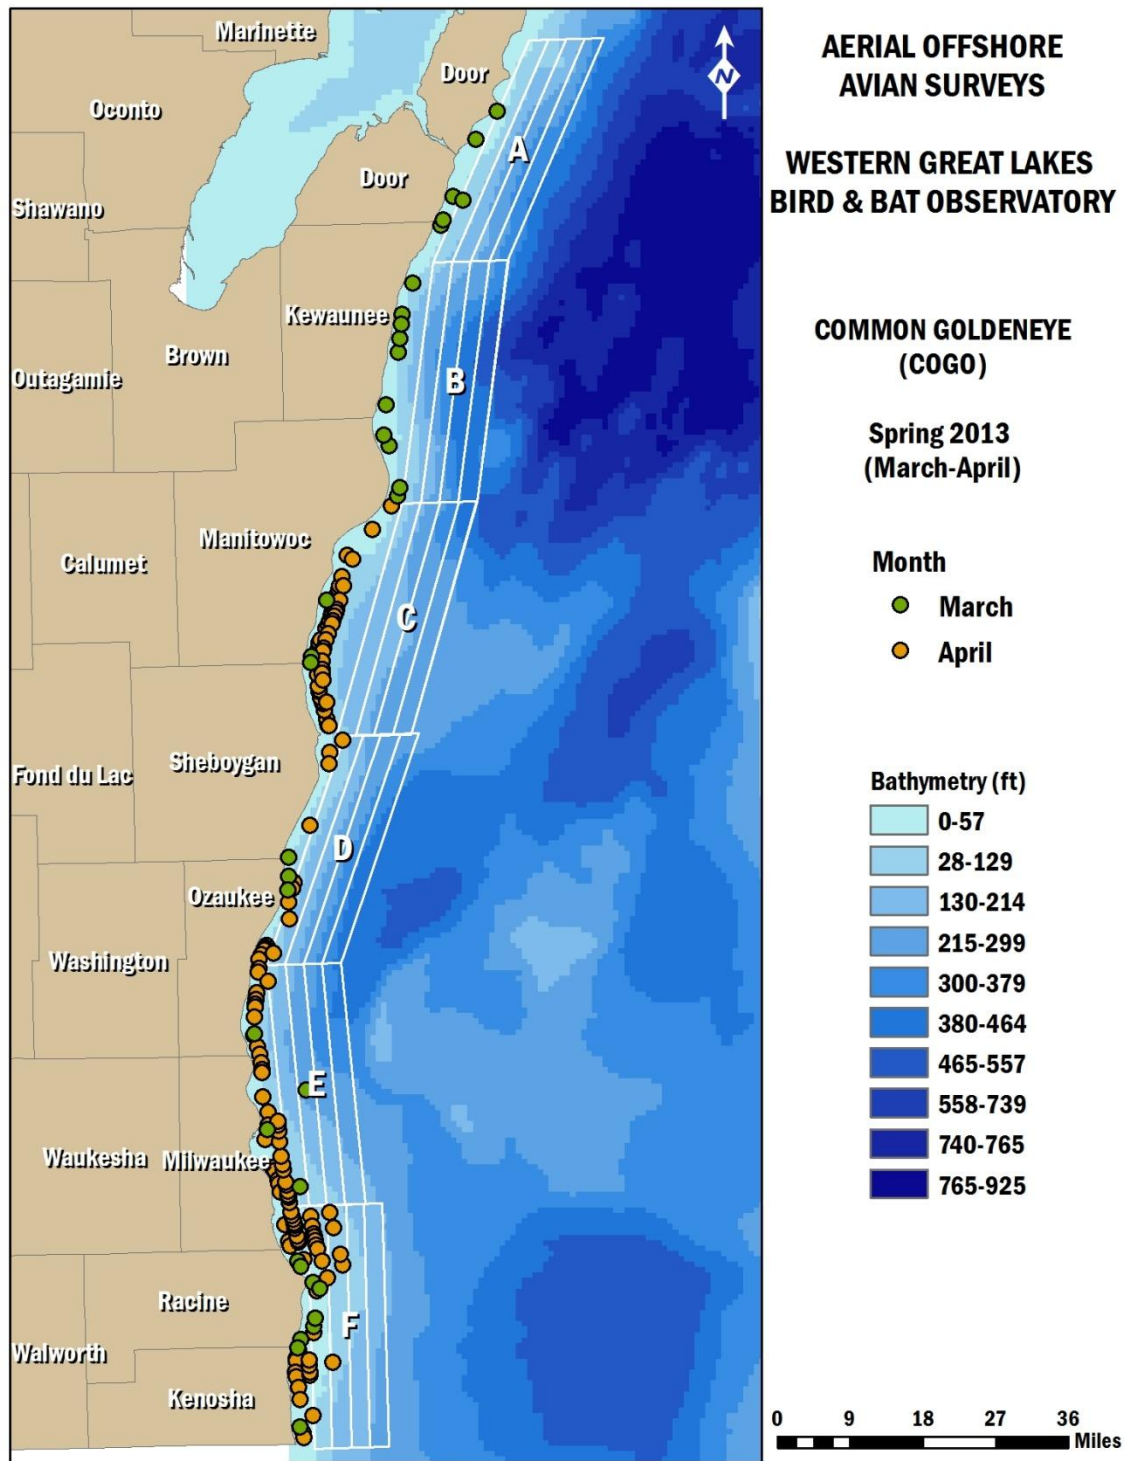 Marinette
Door
Oconto
Door
Shawano
Kewaunee
Brown
Outagamie
Manitowoc
Calumet
Sheboygan
Fond du Lac
Ozaukee
Washington
Waukesha
Milwaukee
Racine
Walworth
Kenosha
N
A
B
C
D
E
F
AERIAL OFFSHORE
AVIAN SURVEYS
WESTERN GREAT LAKES
BIRD & BAT OBSERVATORY
COMMON GOLDENEYE
(COGO)
Spring 2013
(March-April)
Month
March
April
Bathymetry (ft)
0-57
28-129
130-214
215-299
300-379
380-464
465-557
558-739
740-765
765-925
0 9 18 27 36
Miles